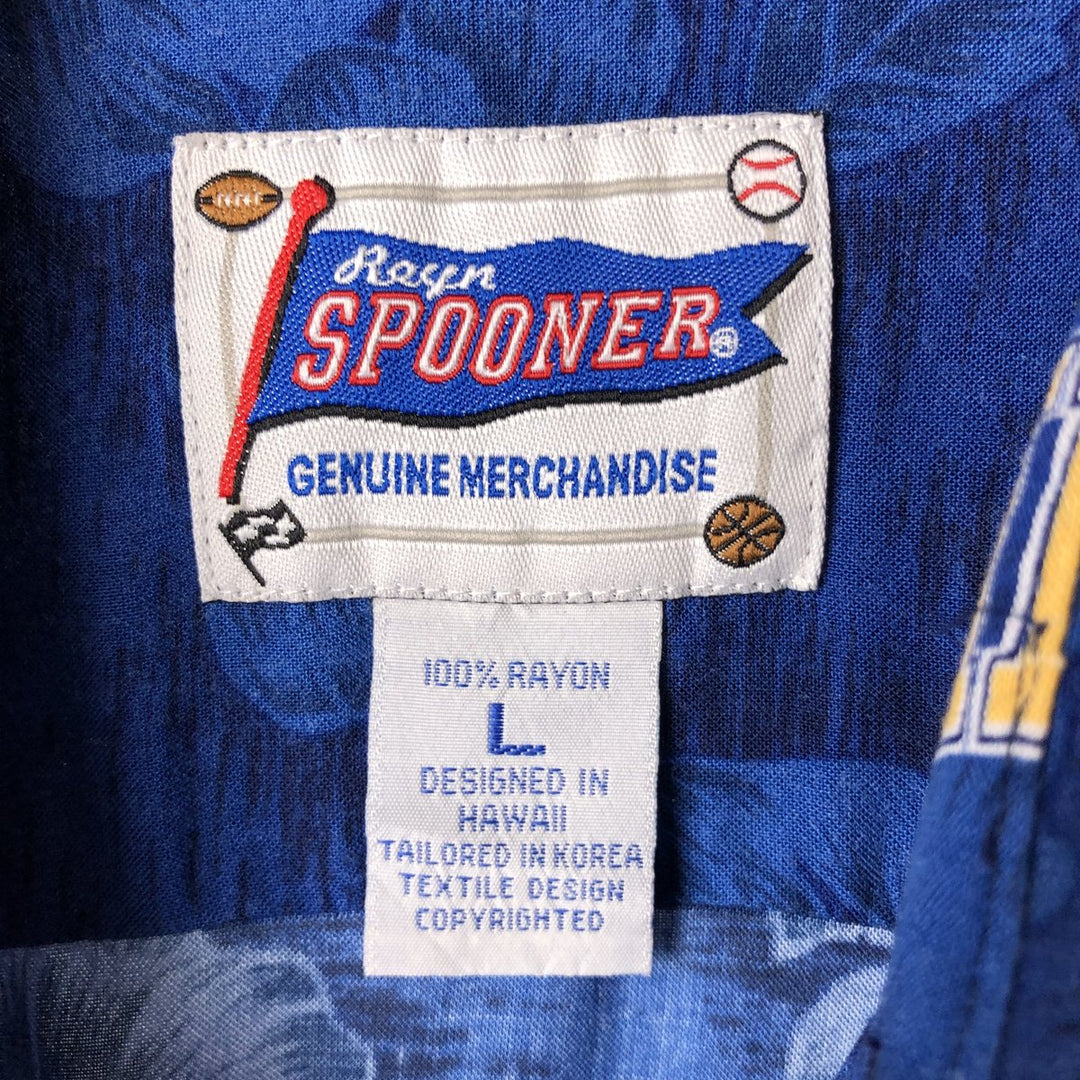 Reyn
SPOONER®
GENUINE MERCHANDISE
100% RAYON
L
DESIGNED IN
HAWAII
TAILORED IN KOREA
TEXTILE DESIGN
COPYRIGHTED